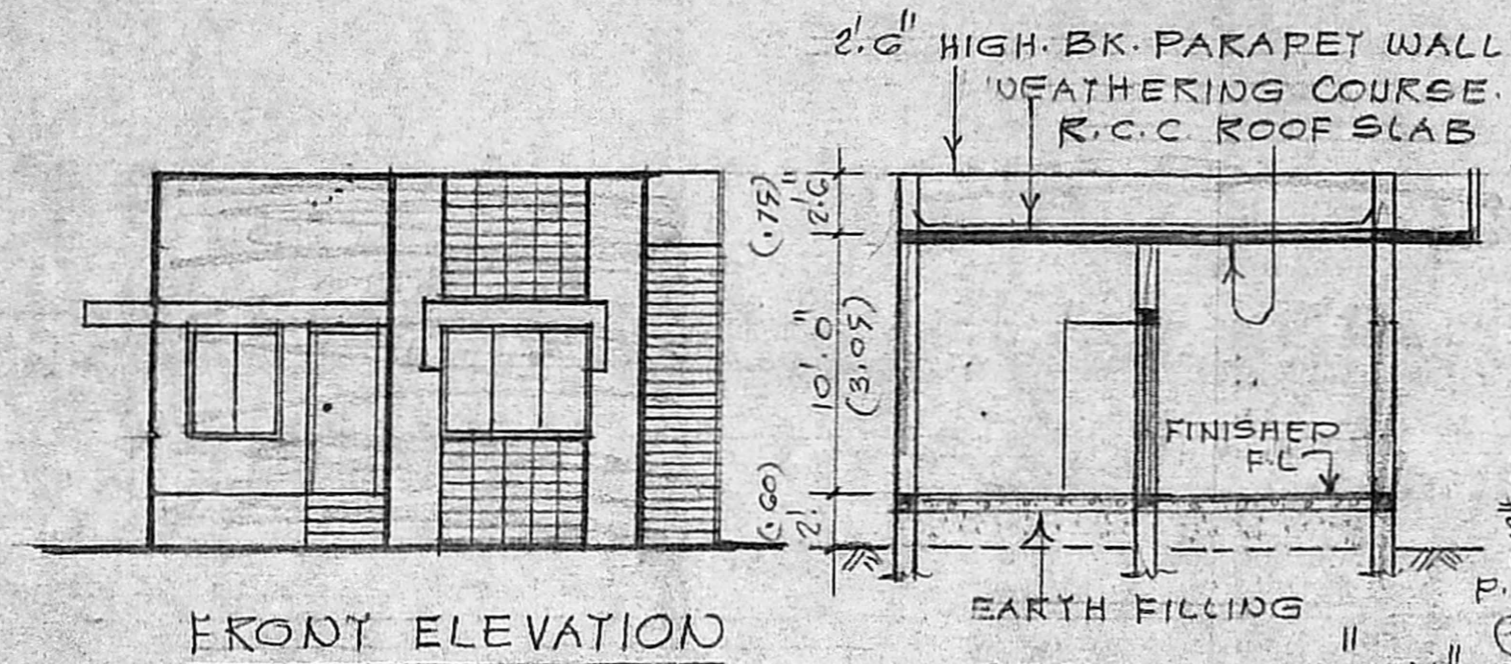 2'.6" HIGH. BK. PARAPET WALL
WEATHERING COURSE.
R.C.C. ROOF SLAB
(.75)
2'.6"
10'.0"
(3.05)
(.60)
2'.
FINISHED
F.L
EARTH FILLING
P.
FRONT ELEVATION